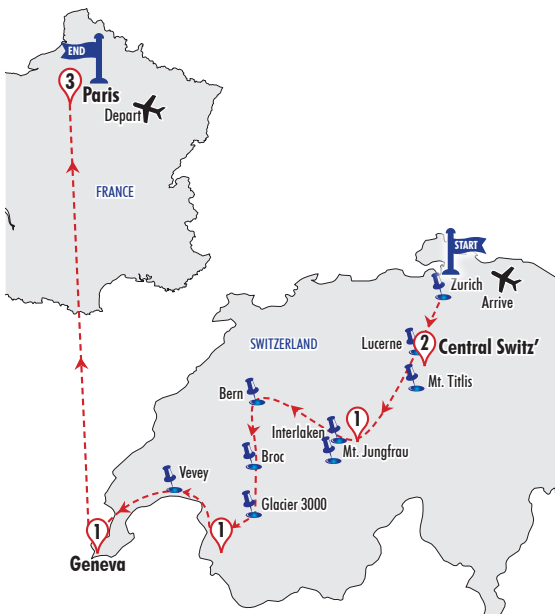 END
3
Paris
Depart
FRANCE
START
Zurich
Arrive
SWITZERLAND
Lucerne
2
Central Switz’
Mt. Titlis
Bern
1
Interlaken
Mt. Jungfrau
Broc
Vevey
Glacier 3000
1
1
Geneva